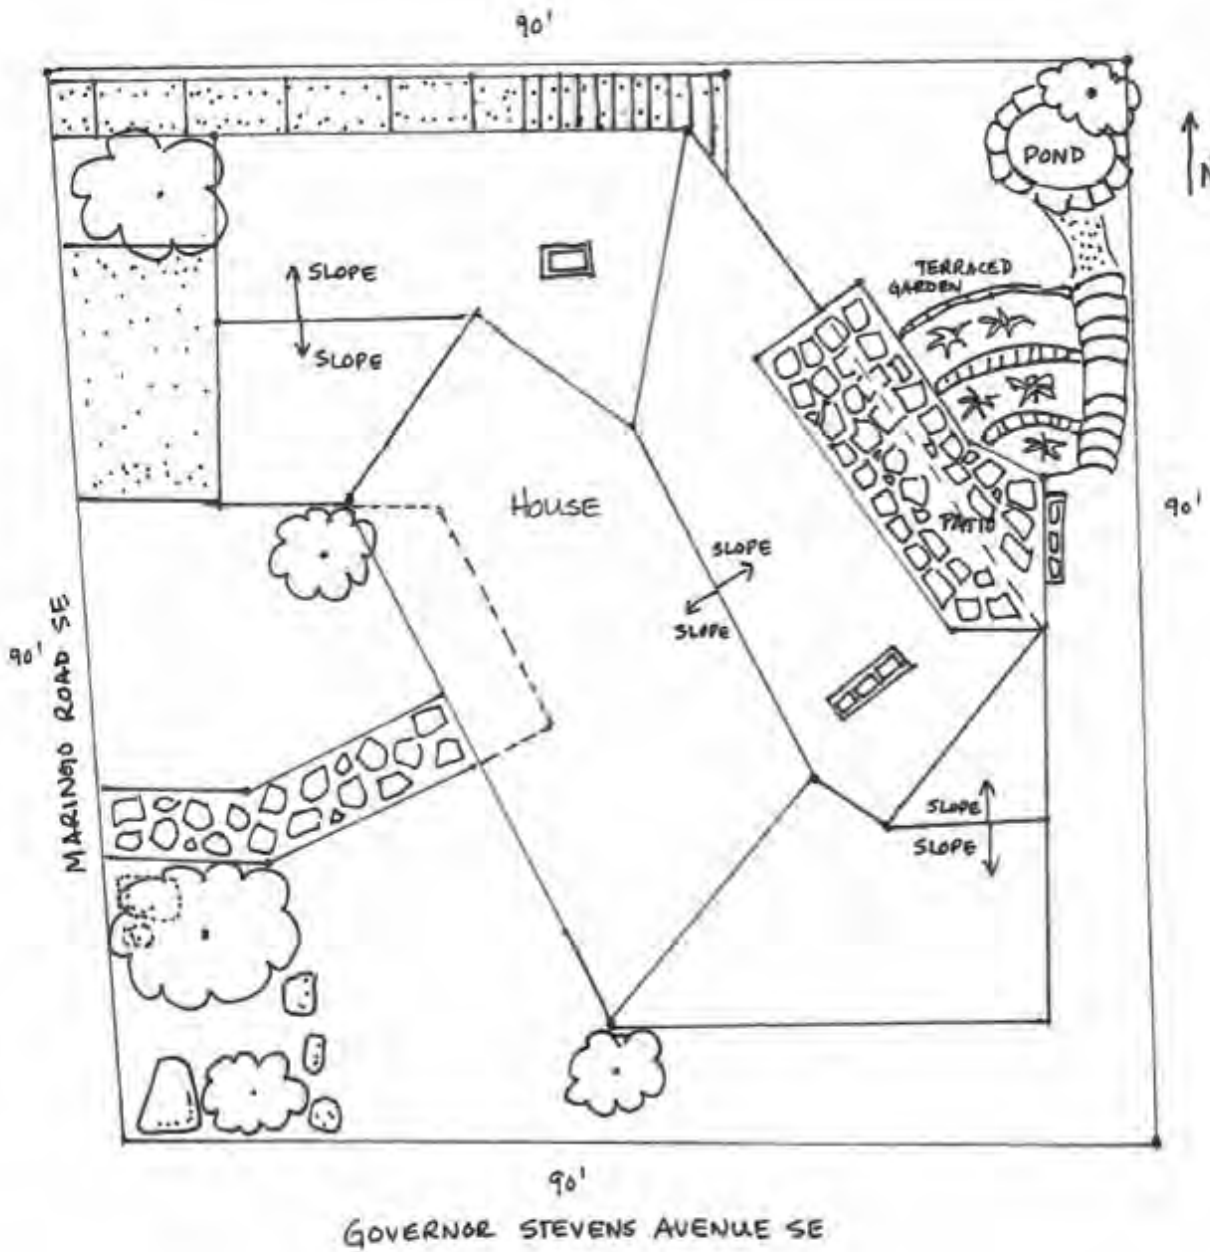 90'
POND
N
TERRACED
GARDEN
SLOPE
SLOPE
HOUSE
PATIO
90'
SLOPE
SLOPE
90'
MARINGO ROAD SE
SLOPE
SLOPE
90'
GOVERNOR STEVENS AVENUE SE